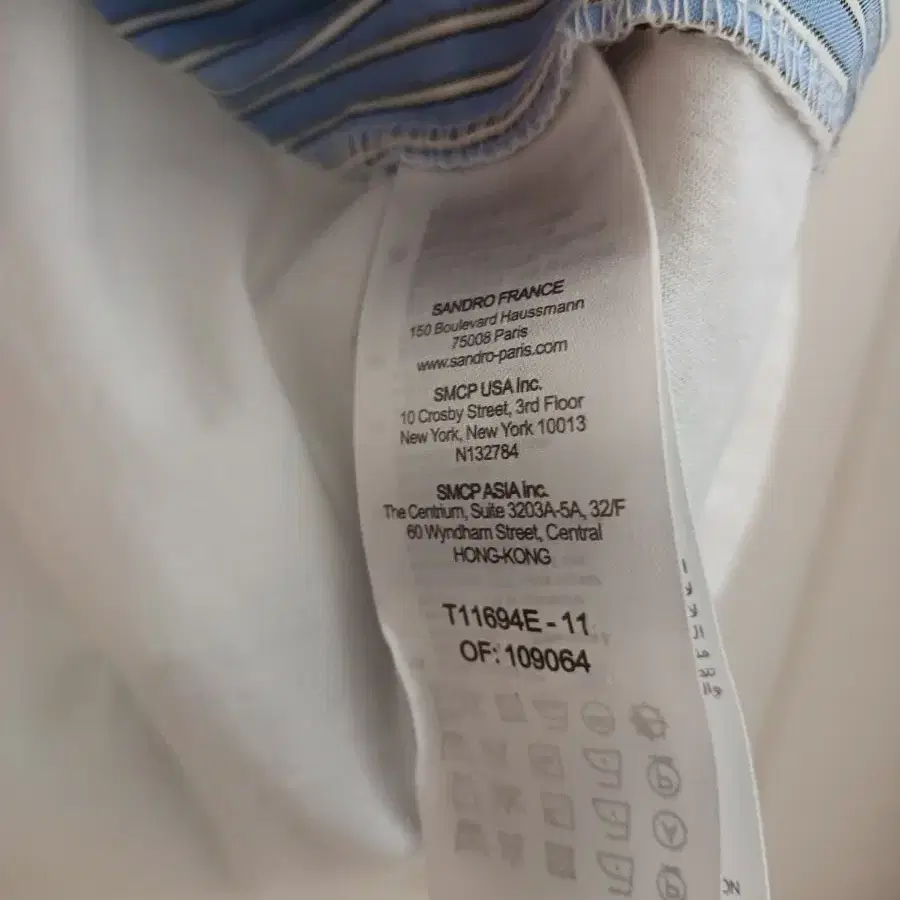 SANDRO FRANCE
150 Boulevard Haussmann
75008 Paris
www.sandro-paris.com
SMCP USA Inc.
10 Crosby Street, 3rd Floor
New York, New York 10013
N132784
SMCP ASIA Inc.
The Centrium, Suite 3203A-5A, 32/F
60 Wyndham Street, Central
HONG-KONG
T11694E - 11
OF: 109064